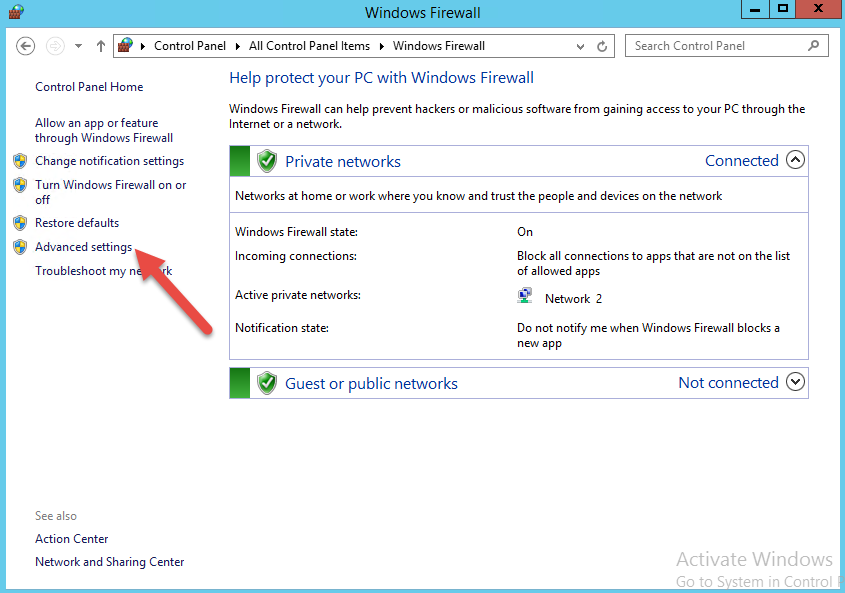 Windows Firewall
Control Panel
All Control Panel Items
Windows Firewall
Search Control Panel
Control Panel Home
Allow an app or feature
through Windows Firewall
Change notification settings
Turn Windows Firewall on or
off
Restore defaults
Advanced settings
Troubleshoot my
See also
Action Center
Network and Sharing Center
Help protect your PC with Windows Firewall
Windows Firewall can help prevent hackers or malicious software from gaining access to your PC through the
Internet or a network.
Private networks Connected
Networks at home or work where you know and trust the people and devices on the network
Windows Firewall state: On
Incoming connections: Block all connections to apps that are not on the list
of allowed apps
Active private networks: Network 2
Notification state: Do not notify me when Windows Firewall blocks a
new app
Guest or public networks Not connected
Activate Windows
Go to System in Control